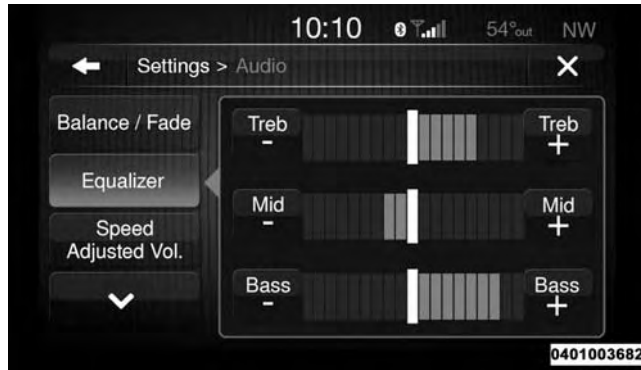 10:10 54°out NW
Settings > Audio
Balance / Fade
Equalizer
Speed
Adjusted Vol.
Treb
-
Treb
+
Mid
-
Mid
+
Bass
-
Bass
+
0401003682